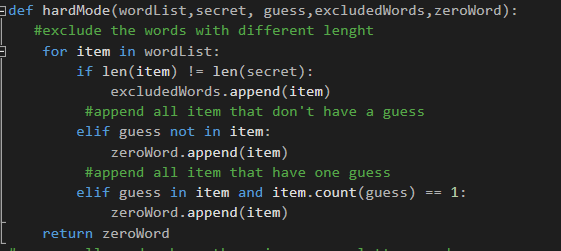 def hardMode(wordList,secret, guess,excludedWords,zeroWord):
#exclude the words with different lenght
for item in wordList:
if len(item) != len(secret):
excludedWords.append(item)
#append all item that don't have a guess
elif guess not in item:
zeroWord.append(item)
#append all item that have one guess
elif guess in item and item.count(guess) == 1:
zeroWord.append(item)
return zeroWord